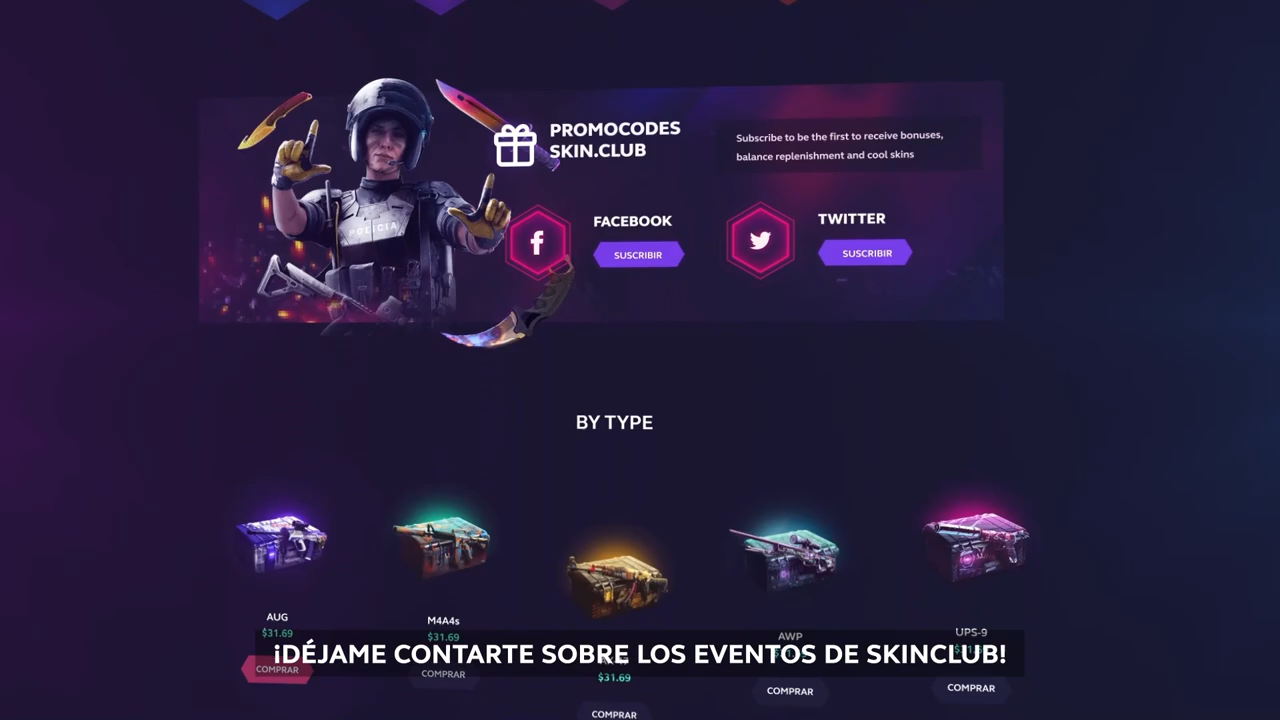 PROMOCODES
SKIN.CLUB
Subscribe to be the first to receive bonuses,
balance replenishment and cool skins
POLICIA
FACEBOOK
SUSCRIBIR
TWITTER
SUSCRIBIR
BY TYPE
AUG
$31.69
COMPRAR
M4A4s
$31.69
COMPRAR
$31.69
COMPRAR
AWP
COMPRAR
UPS-9
COMPRAR
¡DÉJAME CONTARTE SOBRE LOS EVENTOS DE SKINCLUB!